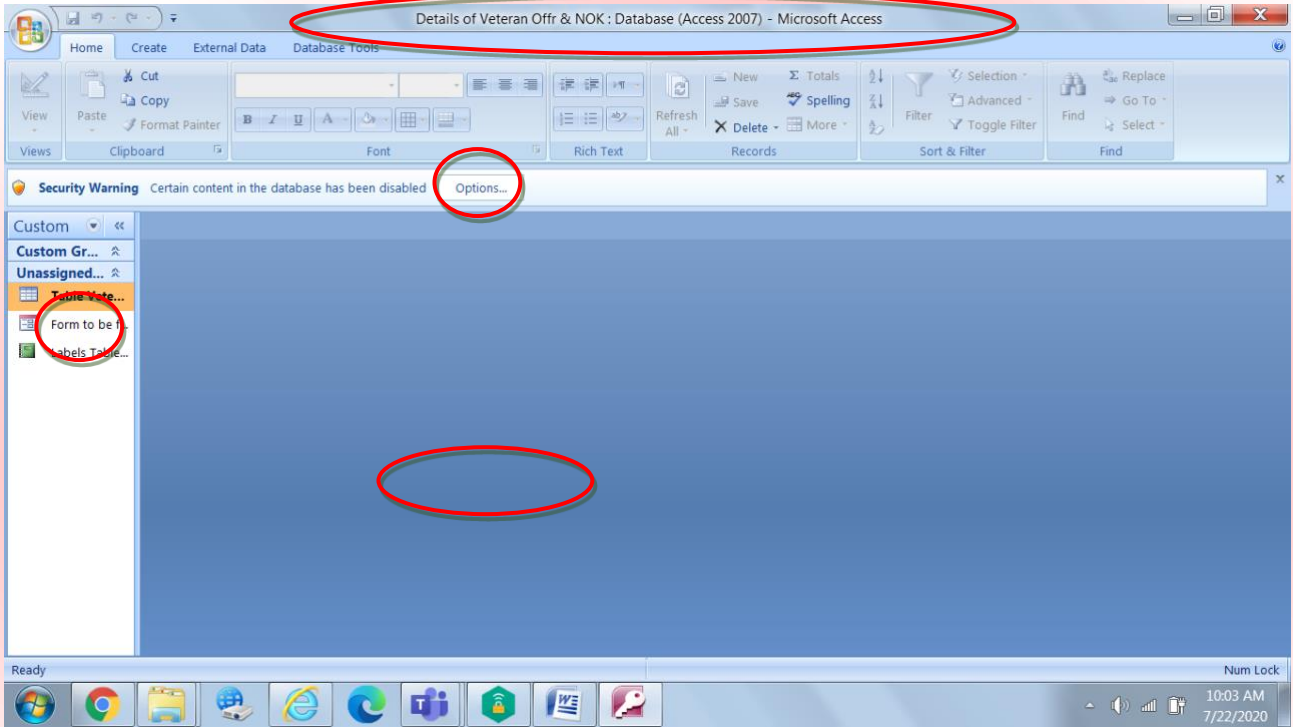 Details of Veteran Offr & NOK : Database (Access 2007) - Microsoft Access
Home Create External Data Database Tools
View
Views
Paste
Cut
Copy
Format Painter
Clipboard
B I U A
Font
Rich Text
Refresh All
New
Save
Delete
Σ Totals
Spelling
More
Records
Filter
Selection
Advanced
Toggle Filter
Sort & Filter
Find
Replace
Go To
Select
Find
Security Warning Certain content in the database has been disabled Options...
Custom
Custom Gr...
Unassigned...
Table Vete...
Form to be f...
Labels Table...
Ready Num Lock
10:03 AM
7/22/2020